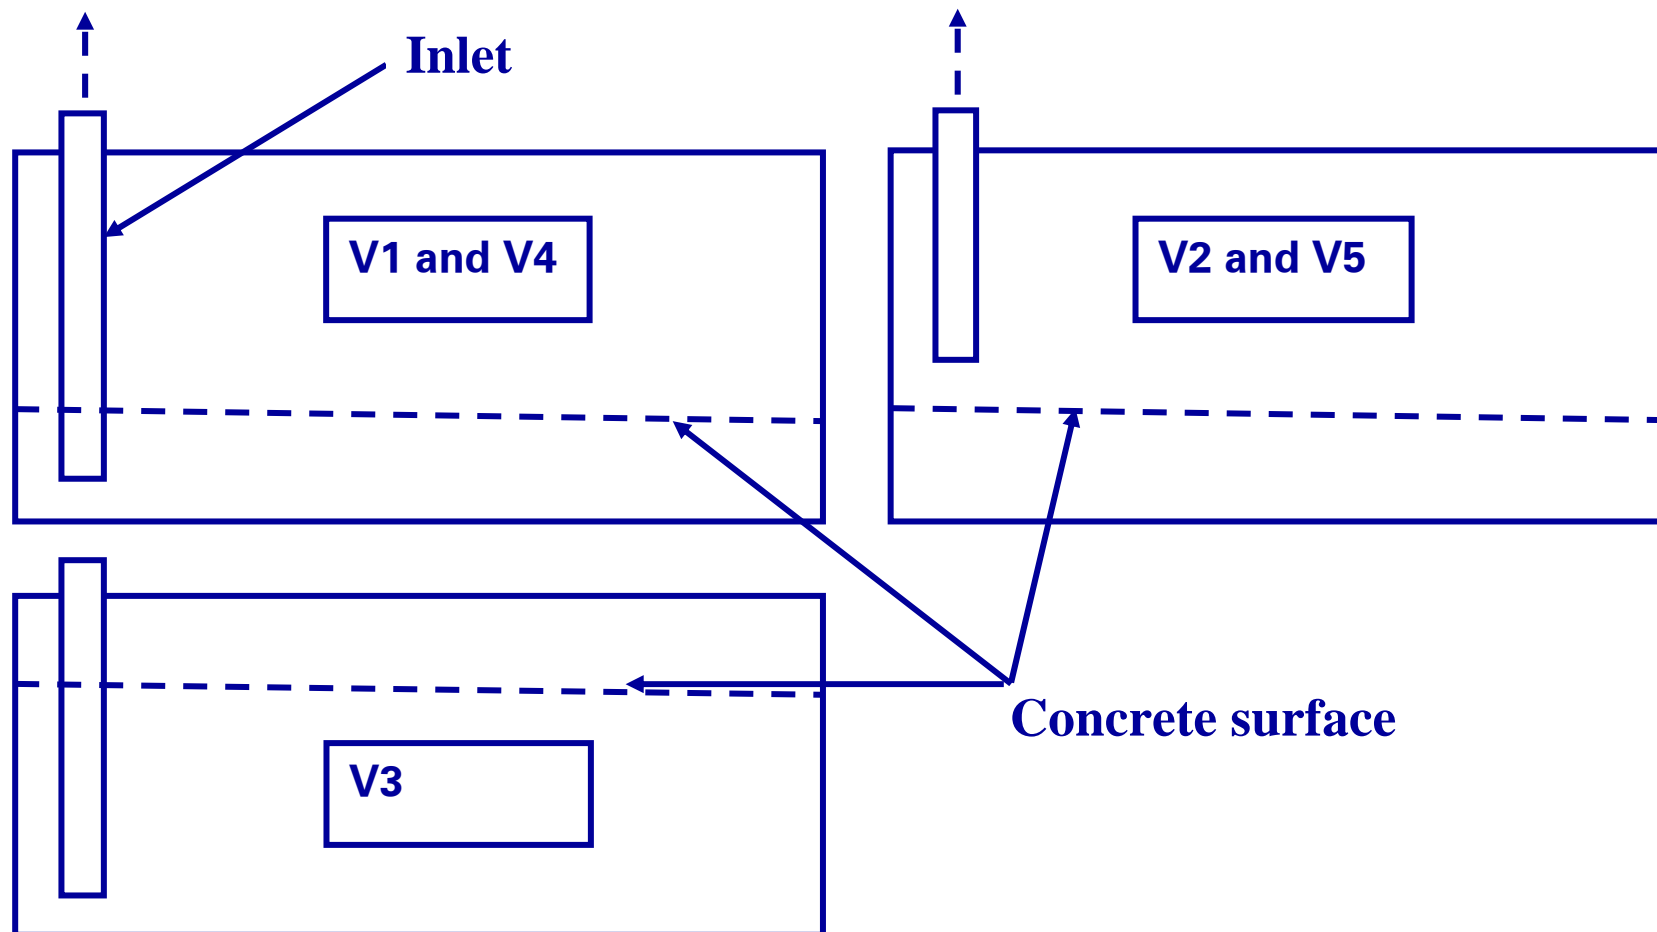 Inlet
V1 and V4
V2 and V5
Concrete surface
V3